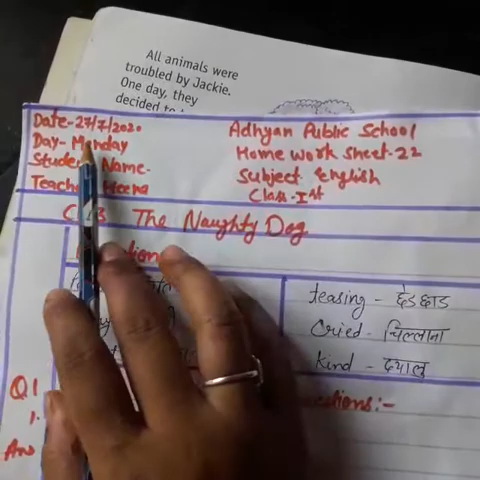 All animals were
troubled by Jackie.
One day, they
decided to
Date-27/7/2020
Day- Monday
Student Name-
Teacher Heena
Adhyan Public School
Home work Sheet-22
Subject English
Class-Ist
The Naughty Dog
teasing - छेड़छाड़
Cried - चिल्लाना
Kind - दयालु
Q1
1.
Ans